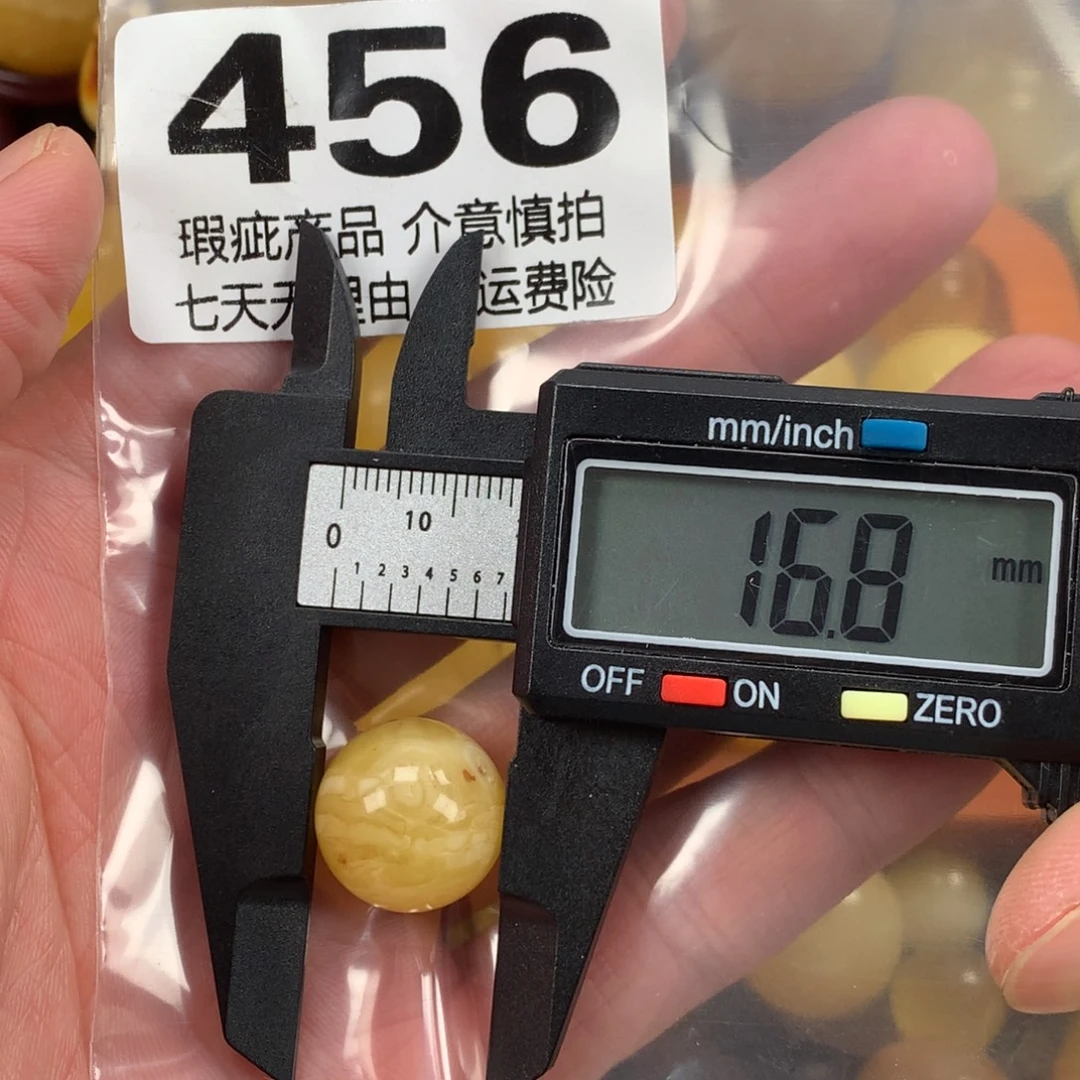 456
瑕疵产品 介意慎拍
七天无理由 运费险
mm/inch
16.8 mm
OFF ON ZERO
0 10
1 2 3 4 5 6 7